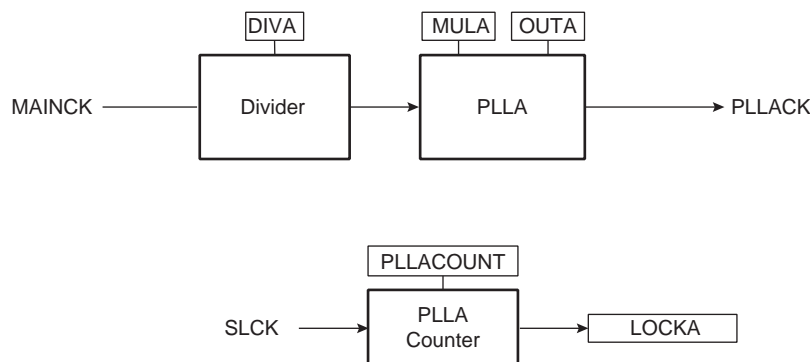 DIVA
MULA
OUTA
MAINCK
Divider
PLLA
PLLACK
PLLACOUNT
SLCK
PLLA
Counter
LOCKA